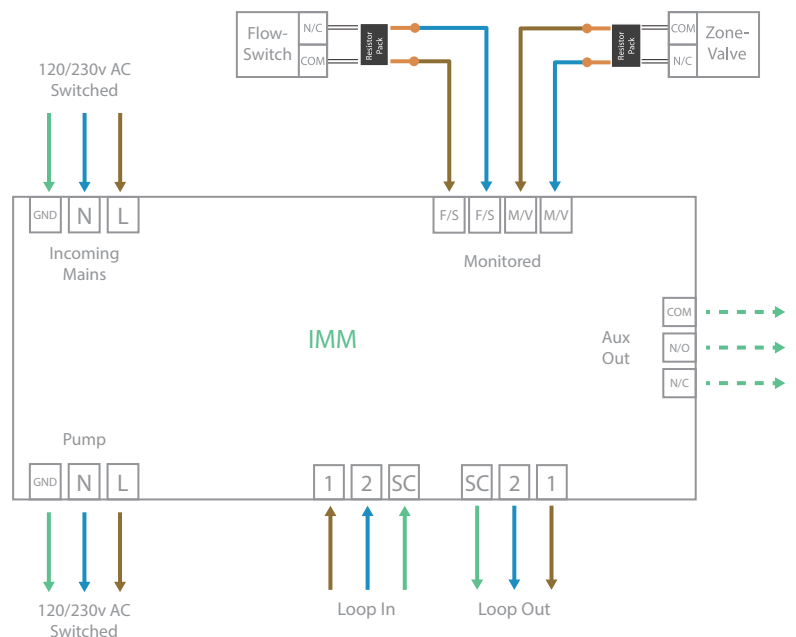 Flow-
Switch
N/C
COM
Resistor
Pack
Resistor
Pack
COM
N/C
Zone-
Valve
120/230v AC
Switched
GND N L
Incoming
Mains
F/S F/S M/V M/V
Monitored
IMM
Aux
Out
COM
N/O
N/C
Pump
GND N L
1 2 SC
SC 2 1
120/230v AC
Switched
Loop In
Loop Out